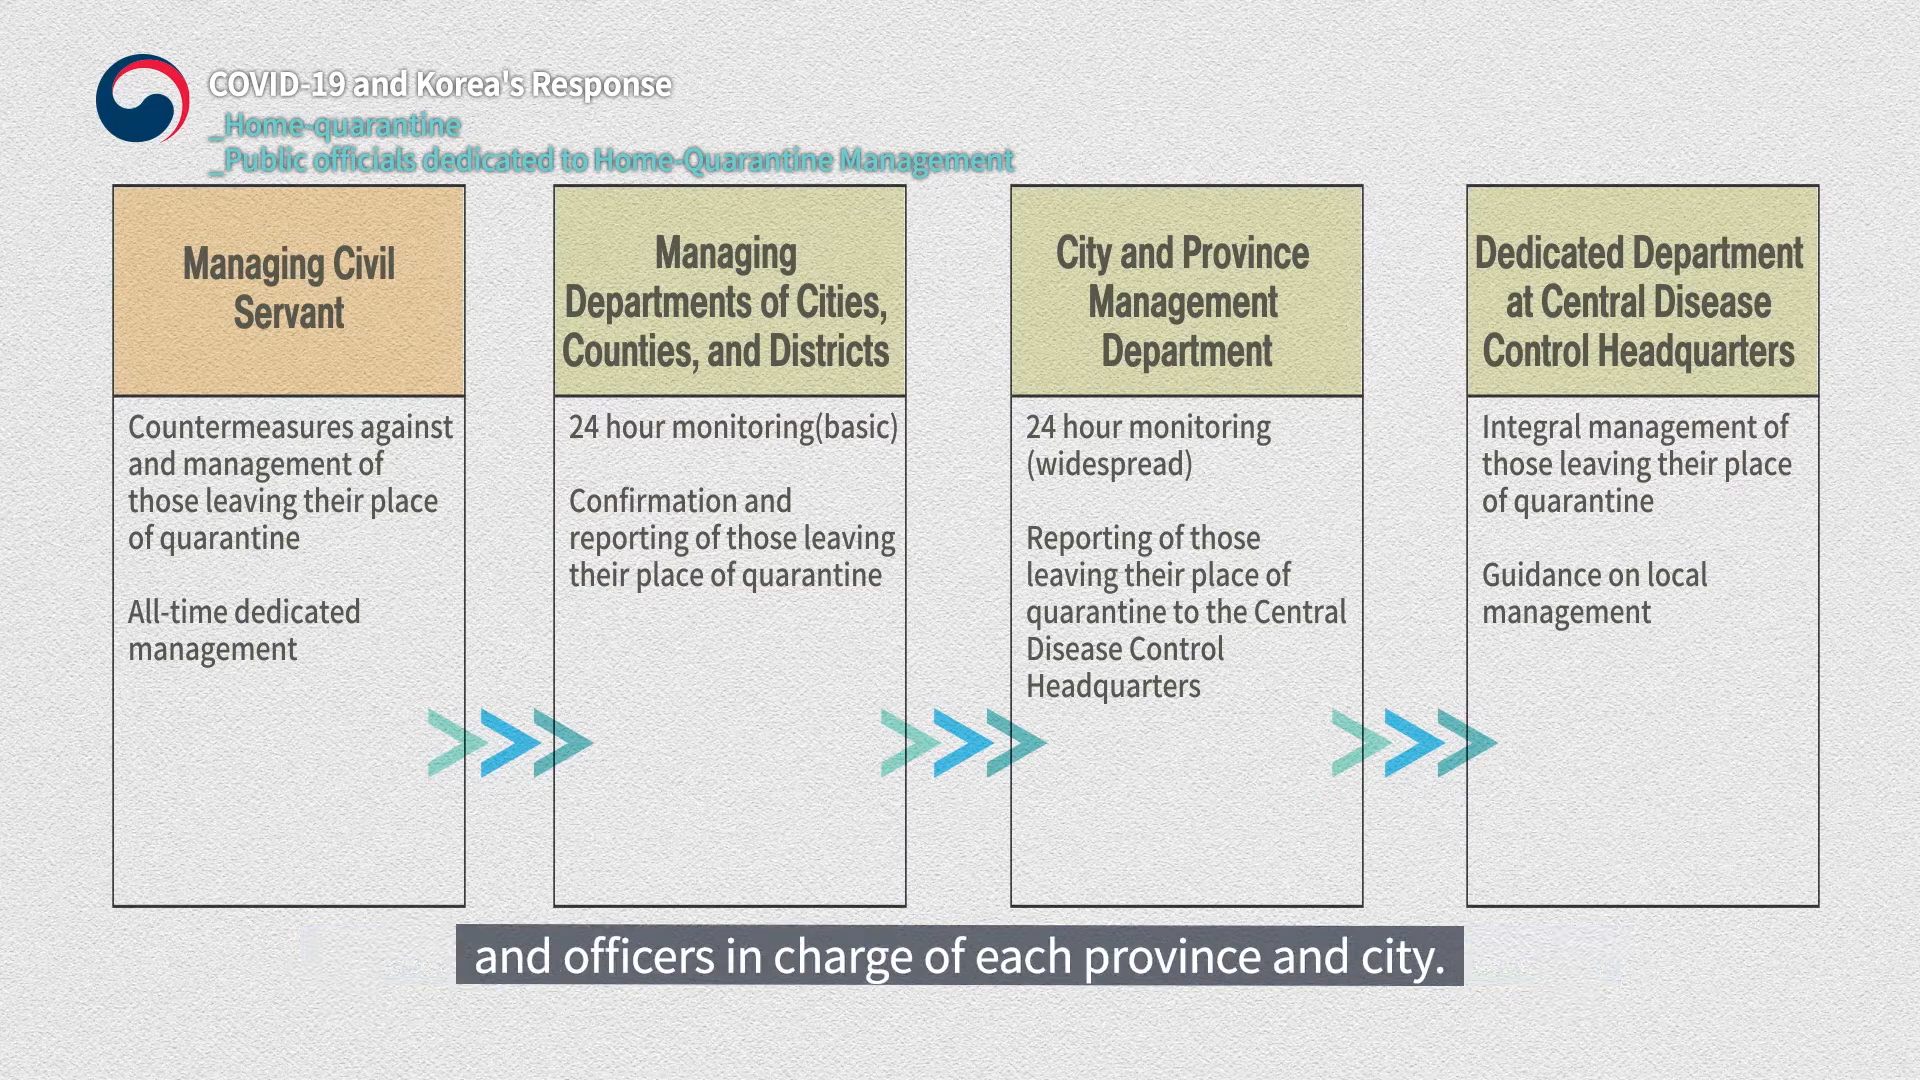 COVID-19 and Korea's Response
_Home-quarantine
_Public officials dedicated to Home-Quarantine Management
Managing Civil
Servant
Countermeasures against
and management of
those leaving their place
of quarantine
All-time dedicated
management
Managing
Departments of Cities,
Counties, and Districts
24 hour monitoring(basic)
Confirmation and
reporting of those leaving
their place of quarantine
City and Province
Management
Department
24 hour monitoring
(widespread)
Reporting of those
leaving their place of
quarantine to the Central
Disease Control
Headquarters
Dedicated Department
at Central Disease
Control Headquarters
Integral management of
those leaving their place
of quarantine
Guidance on local
management
and officers in charge of each province and city.